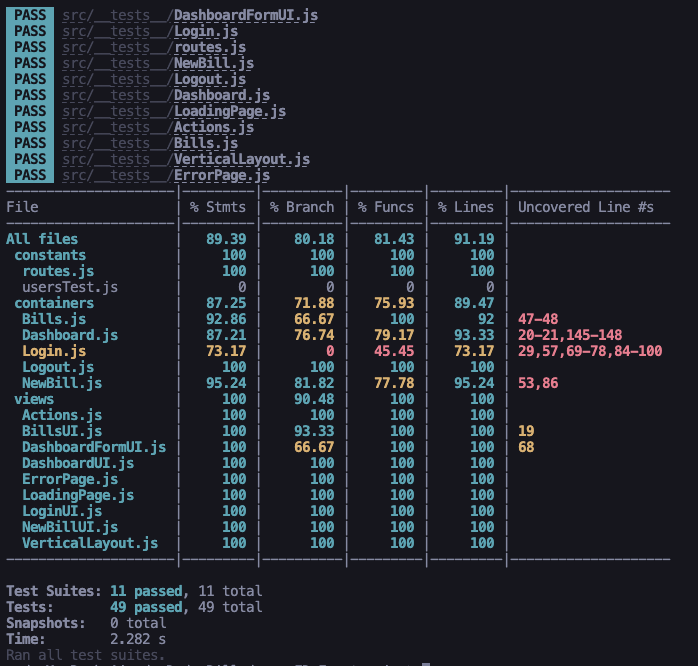 PASS src/__tests__/DashboardFormUI.js
PASS src/__tests__/Login.js
PASS src/__tests__/routes.js
PASS src/__tests__/NewBill.js
PASS src/__tests__/Logout.js
PASS src/__tests__/Dashboard.js
PASS src/__tests__/LoadingPage.js
PASS src/__tests__/Actions.js
PASS src/__tests__/Bills.js
PASS src/__tests__/VerticalLayout.js
PASS src/__tests__/ErrorPage.js
File | % Stmts | % Branch | % Funcs | % Lines | Uncovered Line #s
All files | 89.39 | 80.18 | 81.43 | 91.19 |
constants | 100 | 100 | 100 | 100 |
routes.js | 100 | 100 | 100 | 100 |
usersTest.js | 0 | 0 | 0 | 0 |
containers | 87.25 | 71.88 | 75.93 | 89.47 |
Bills.js | 92.86 | 66.67 | 100 | 92 | 47-48
Dashboard.js | 87.21 | 76.74 | 79.17 | 93.33 | 20-21,145-148
Login.js | 73.17 | 0 | 45.45 | 73.17 | 29,57,69-78,84-100
Logout.js | 100 | 100 | 100 | 100 |
NewBill.js | 95.24 | 81.82 | 77.78 | 95.24 | 53,86
views | 100 | 90.48 | 100 | 100 |
Actions.js | 100 | 100 | 100 | 100 |
BillsUI.js | 100 | 93.33 | 100 | 100 | 19
DashboardFormUI.js | 100 | 66.67 | 100 | 100 | 68
DashboardUI.js | 100 | 100 | 100 | 100 |
ErrorPage.js | 100 | 100 | 100 | 100 |
LoadingPage.js | 100 | 100 | 100 | 100 |
LoginUI.js | 100 | 100 | 100 | 100 |
NewBillUI.js | 100 | 100 | 100 | 100 |
VerticalLayout.js | 100 | 100 | 100 | 100 |
Test Suites: 11 passed, 11 total
Tests: 49 passed, 49 total
Snapshots: 0 total
Time: 2.282 s
Ran all test suites.